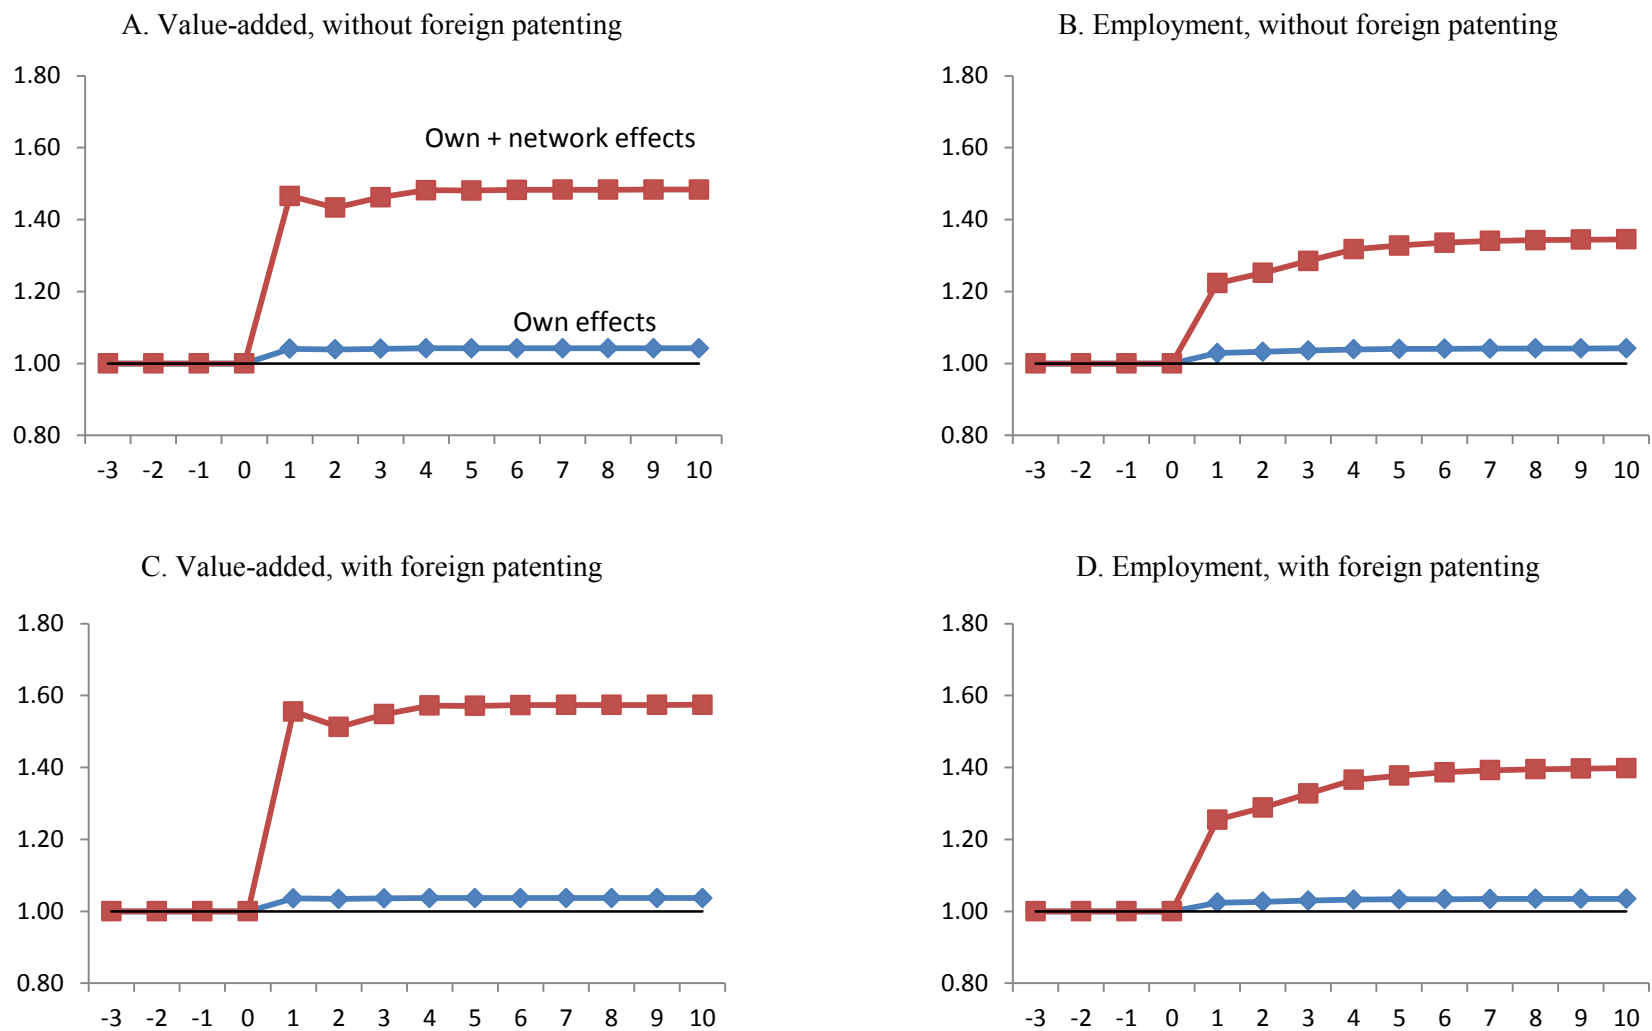 A. Value-added, without foreign patenting
1.80
1.60
1.40
1.20
1.00
0.80
Own + network effects
Own effects
-3 -2 -1 0 1 2 3 4 5 6 7 8 9 10
B. Employment, without foreign patenting
1.80
1.60
1.40
1.20
1.00
0.80
-3 -2 -1 0 1 2 3 4 5 6 7 8 9 10
C. Value-added, with foreign patenting
1.80
1.60
1.40
1.20
1.00
0.80
-3 -2 -1 0 1 2 3 4 5 6 7 8 9 10
D. Employment, with foreign patenting
1.80
1.60
1.40
1.20
1.00
0.80
-3 -2 -1 0 1 2 3 4 5 6 7 8 9 10